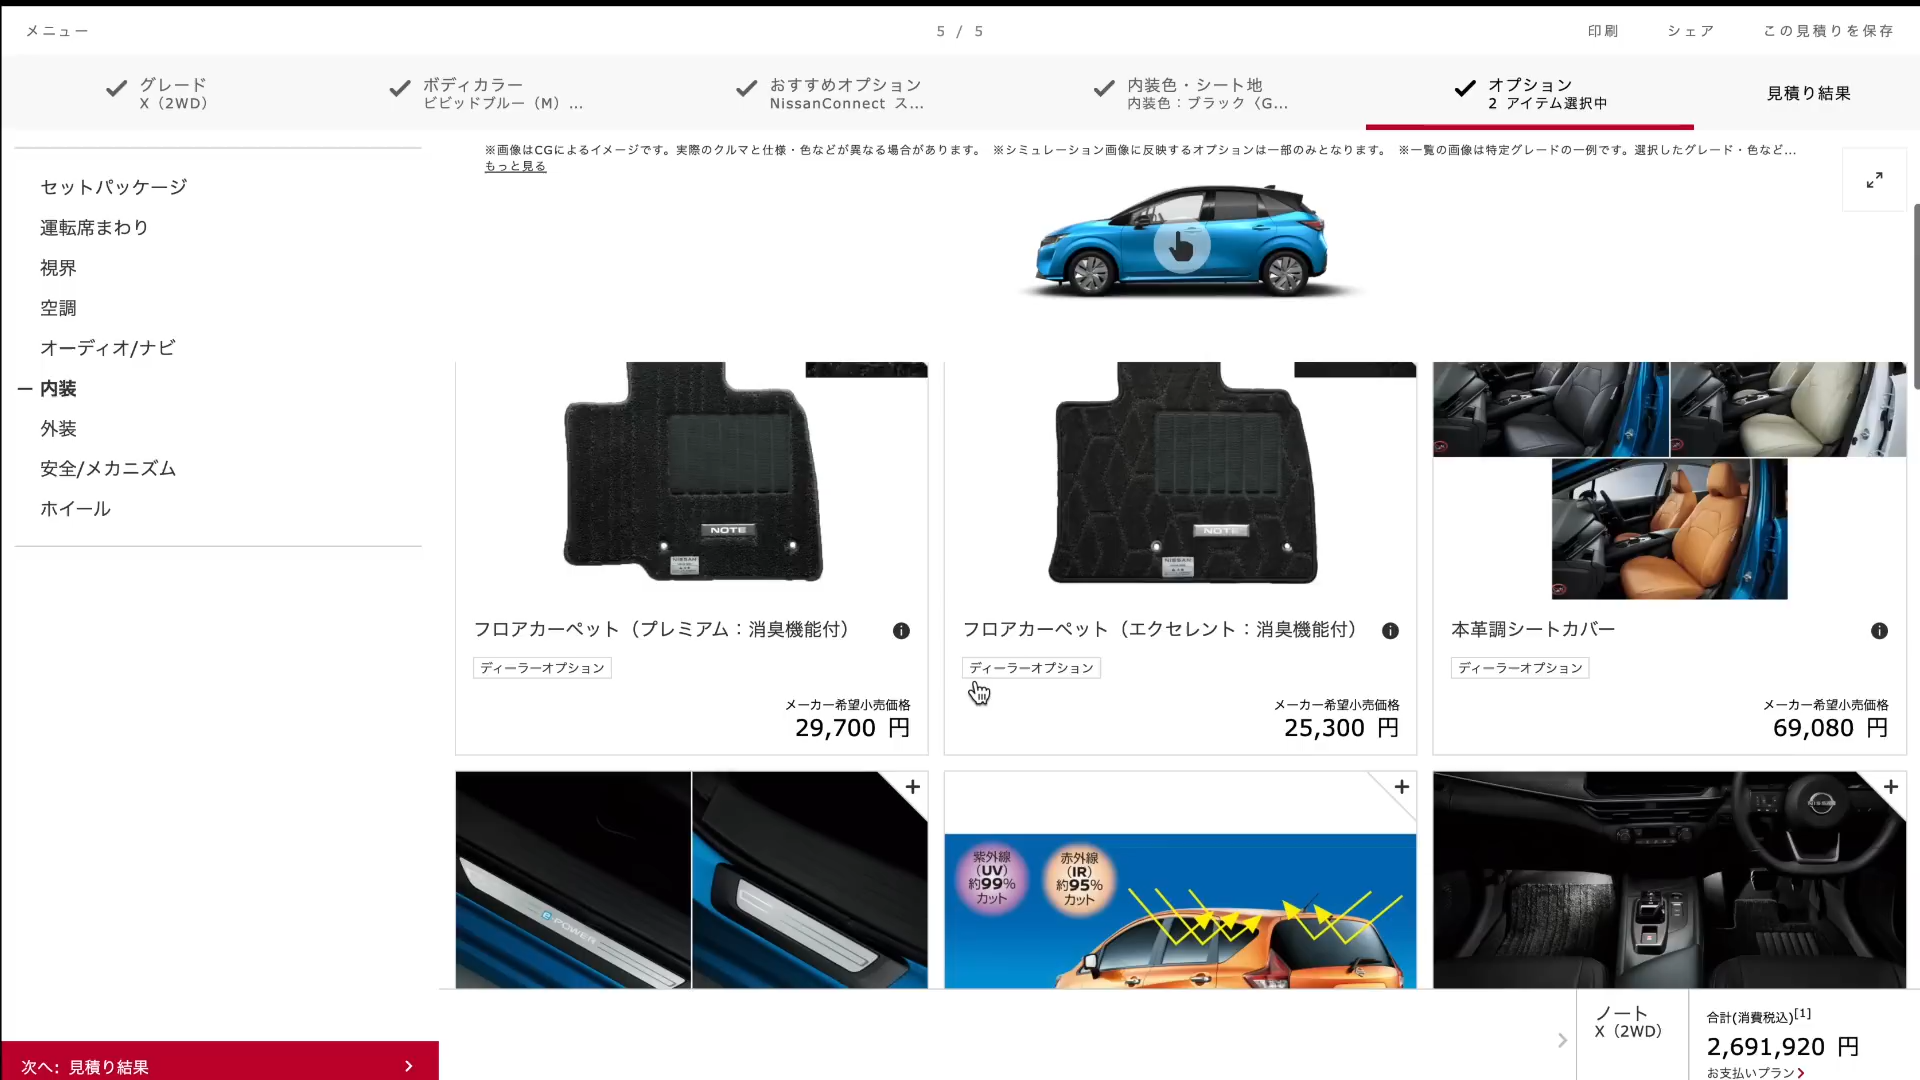 メニュー
5 / 5
印刷
シェア
この見積りを保存
グレード
X（2WD）
ボディカラー
ビビッドブルー（M）...
おすすめオプション
NissanConnect ス...
内装色・シート地
内装色：ブラック〈G...
オプション
2 アイテム選択中
見積り結果
※画像はCGによるイメージです。実際のクルマと仕様・色などが異なる場合があります。 ※シミュレーション画像に反映するオプションは一部のみとなります。 ※一覧の画像は特定グレードの一例です。選択したグレード・色など...
もっと見る
セットパッケージ
運転席まわり
視界
空調
オーディオ/ナビ
内装
外装
安全/メカニズム
ホイール
NOTE
NISSAN
NOTE
NISSAN
フロアカーペット（プレミアム：消臭機能付）
ディーラーオプション
メーカー希望小売価格
29,700 円
フロアカーペット（エクセレント：消臭機能付）
ディーラーオプション
メーカー希望小売価格
25,300 円
本革調シートカバー
ディーラーオプション
メーカー希望小売価格
69,080 円
e-POWER
紫外線
（UV）
約99%
カット
赤外線
（IR）
約95%
カット
NISSAN
次へ: 見積り結果
ノート
X（2WD）
合計(消費税込)[1]
2,691,920 円
お支払いプラン